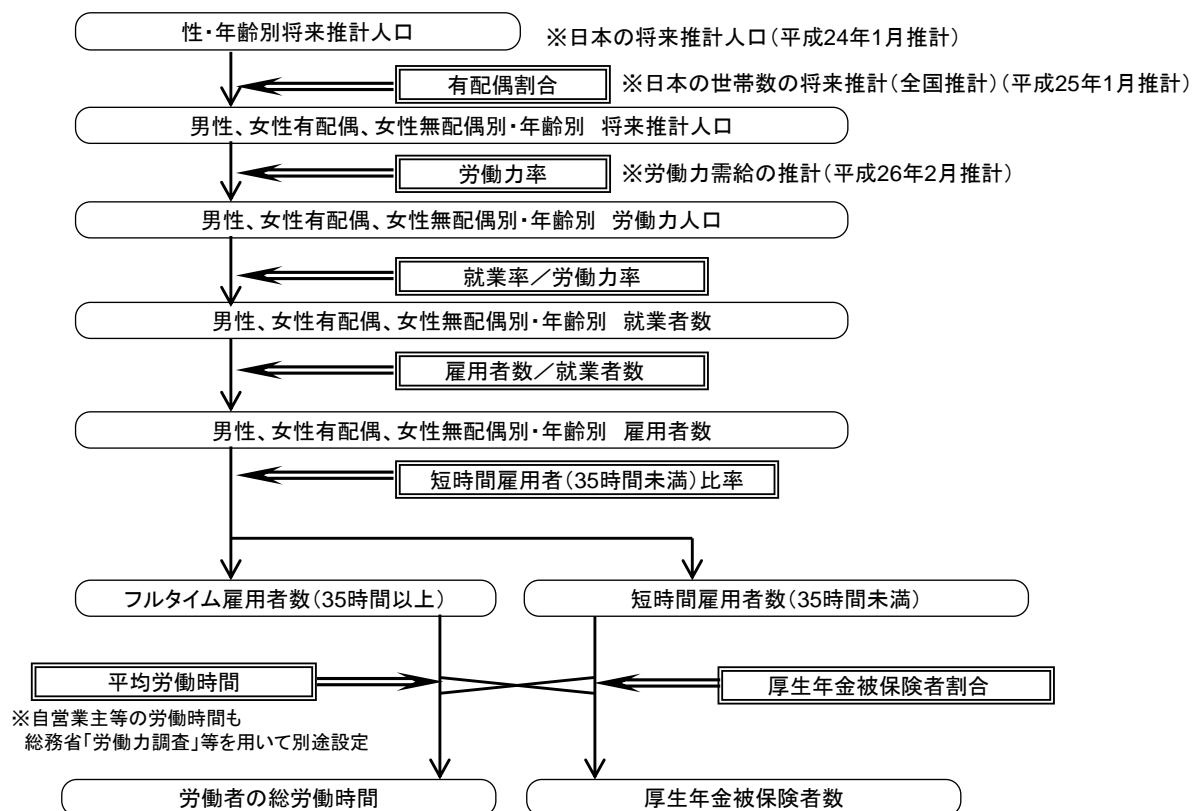 性・年齢別将来推計人口
※日本の将来推計人口(平成24年1月推計)
有配偶割合
※日本の世帯数の将来推計(全国推計)(平成25年1月推計)
男性、女性有配偶、女性無配偶別・年齢別 将来推計人口
労働力率
※労働力需給の推計(平成26年2月推計)
男性、女性有配偶、女性無配偶別・年齢別 労働力人口
就業率/労働力率
男性、女性有配偶、女性無配偶別・年齢別 就業者数
雇用者数/就業者数
男性、女性有配偶、女性無配偶別・年齢別 雇用者数
短時間雇用者(35時間未満)比率
フルタイム雇用者数(35時間以上)
短時間雇用者数(35時間未満)
平均労働時間
厚生年金被保険者割合
※自営業主等の労働時間も
総務省「労働力調査」等を用いて別途設定
労働者の総労働時間
厚生年金被保険者数